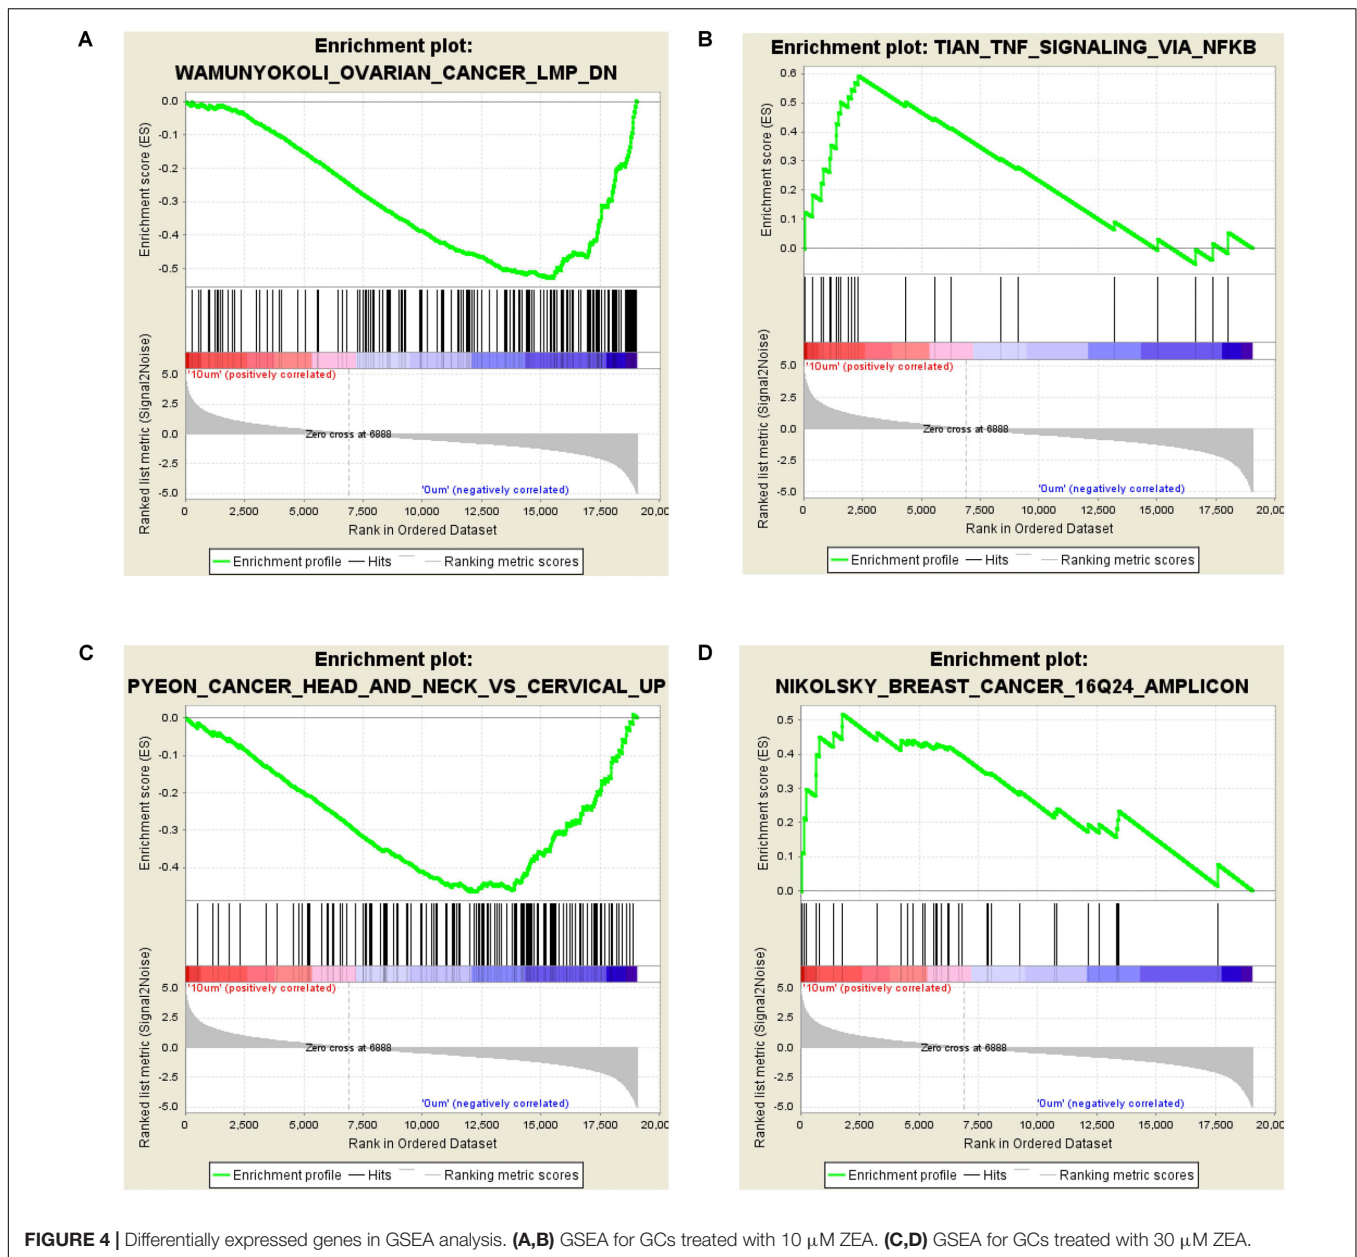 A
Enrichment plot:
WAMUNYOKOLI_OVARIAN_CANCER_LMP_DN
Enrichment score (ES)
0.0
-0.1
-0.2
-0.3
-0.4
-0.5
Ranked list metric (Signal2Noise)
5.0
2.5
0.0
-2.5
-5.0
'10um' (positively correlated)
Zero cross at 6888
'0um' (negatively correlated)
0 2,500 5,000 7,500 10,000 12,500 15,000 17,500 20,00
Rank in Ordered Dataset
Enrichment profile Hits Ranking metric scores
B
Enrichment plot: TIAN_TNF_SIGNALING_VIA_NFKB
Enrichment score (ES)
0.6
0.5
0.4
0.3
0.2
0.1
0.0
Ranked list metric (Signal2Noise)
5.0
2.5
0.0
-2.5
-5.0
'10um' (positively correlated)
Zero cross at 6888
'0um' (negatively correlated)
0 2,500 5,000 7,500 10,000 12,500 15,000 17,500 20,00
Rank in Ordered Dataset
Enrichment profile Hits Ranking metric scores
C
Enrichment plot:
PYEON_CANCER_HEAD_AND_NECK_VS_CERVICAL_UP
Enrichment score (ES)
0.0
-0.1
-0.2
-0.3
-0.4
Ranked list metric (Signal2Noise)
5.0
2.5
0.0
-2.5
-5.0
'10um' (positively correlated)
Zero cross at 6888
'0um' (negatively correlated)
0 2,500 5,000 7,500 10,000 12,500 15,000 17,500 20,00
Rank in Ordered Dataset
Enrichment profile Hits Ranking metric scores
D
Enrichment plot:
NIKOLSKY_BREAST_CANCER_16Q24_AMPLICON
Enrichment score (ES)
0.5
0.4
0.3
0.2
0.1
0.0
Ranked list metric (Signal2Noise)
5.0
2.5
0.0
-2.5
-5.0
'10um' (positively correlated)
Zero cross at 6888
'0um' (negatively correlated)
0 2,500 5,000 7,500 10,000 12,500 15,000 17,500 20,00
Rank in Ordered Dataset
Enrichment profile Hits Ranking metric scores
FIGURE 4 | Differentially expressed genes in GSEA analysis. (A,B) GSEA for GCs treated with 10 μM ZEA. (C,D) GSEA for GCs treated with 30 μM ZEA.